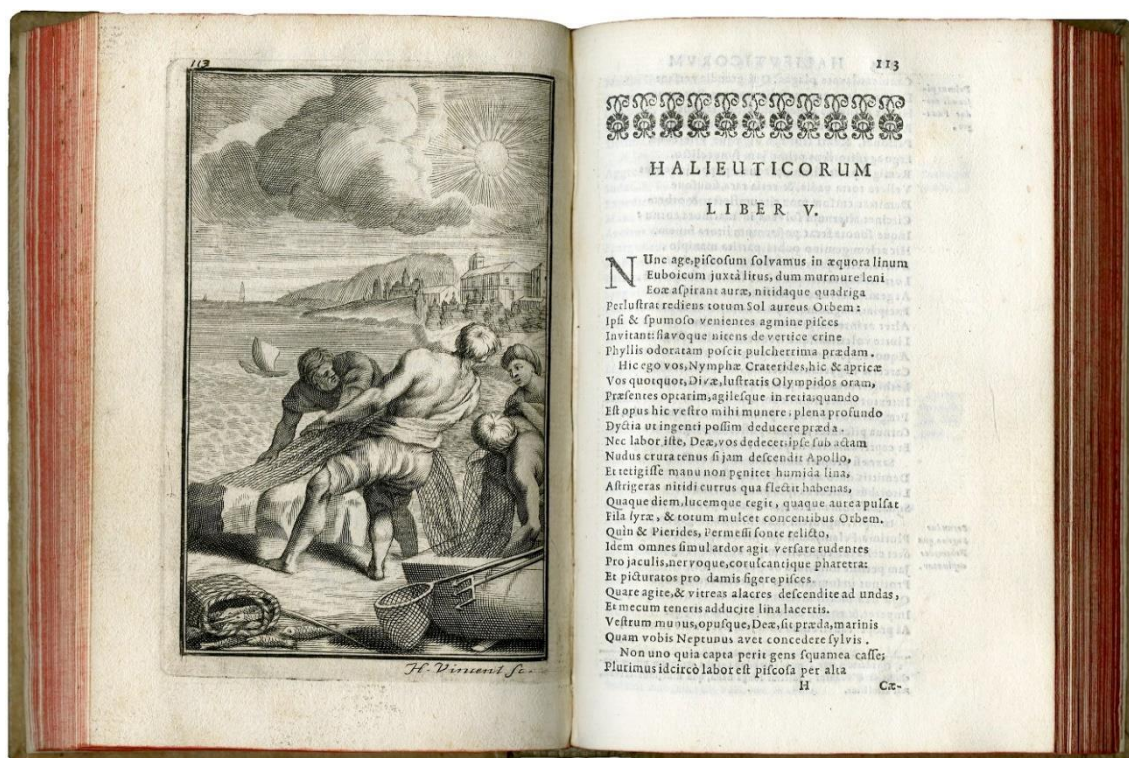 113
H. Vincent Sc.
113
HALIEUTICORUM
LIBER V.
NUnc age, piſcoſum ſolvamus in æquora linum
Euboicum juxtà litus, dum murmure leni
Eoæ aſpirant auræ, nitidaque quadriga
Perluſtrat rediens totum Sol aureus Orbem:
Ipſi & ſpumoſo venientes agmine piſces
Invitant: flavoque nitens de vertice crine
Phyllis odoratam poſcit pulcherrima prædam.
Hic ego vos, Nymphæ Craterides, hic & apricæ
Vos quotquot, Divæ, luſtratis Olympidos oram,
Præſentes optarim, agileſque in retia; quando
Eſt opus hic veſtro mihi munere; plena profundo
Dyctia ut ingenti poſſim deducere præda.
Nec labor iſte, Deæ, vos dedecet; ipſe ſub actam
Nudus crura tenus ſi jam deſcendit Apollo,
Et tetigiſſe manu non pęnitet humida lina,
Aſtrigeras nitidi currus qua flectit habenas,
Quaque diem, lucemque regit, quaque aurea pulſat
Fila lyræ, & totum mulcet concentibus Orbem.
Quin & Pierides, Permeſſi fonte relicto,
Idem omnes ſimul ardor agit verſare rudentes
Pro jaculis, nervoque, coruſcantique pharetra:
Et picturatos pro damis figere piſces.
Quare agite, & vitreas alacres deſcendite ad undas,
Et mecum teneris adducite lina lacertis.
Veſtrum munus, opuſque, Deæ, ſit præda, marinis
Quam vobis Neptunus avet concedere ſylvis.
Non uno quia capta perit gens ſquamea caſſe;
Plurimus idcircò labor eſt piſcoſa per alta
H Cæ-